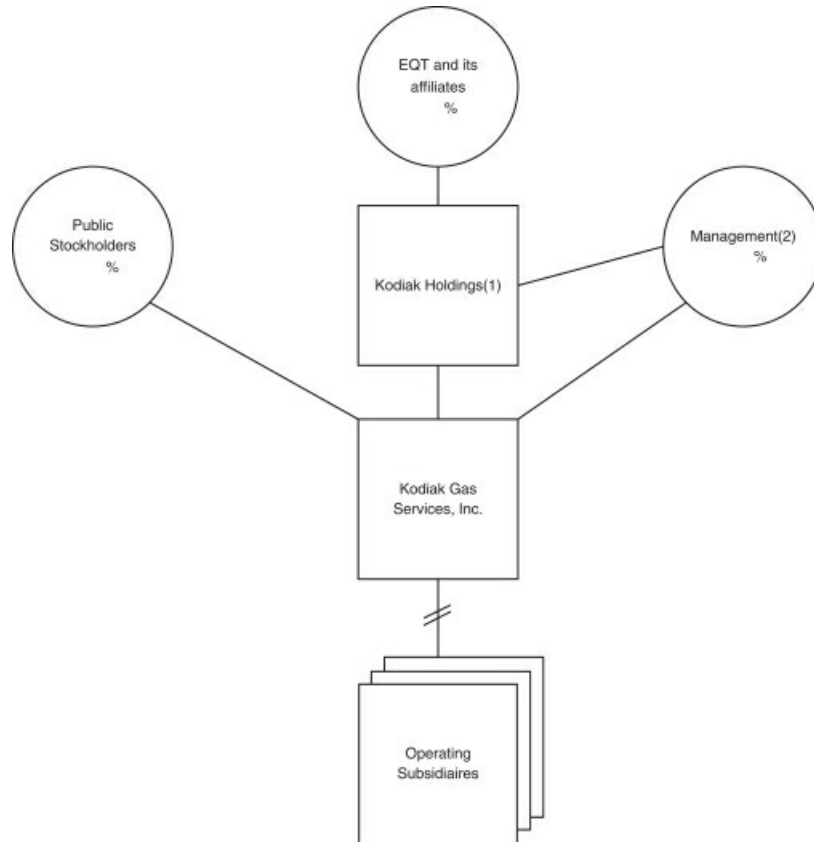 EQT and its
affiliates
%
Public
Stockholders
%
Management(2)
%
Kodiak Holdings(1)
Kodiak Gas
Services, Inc.
Operating
Subsidiaires